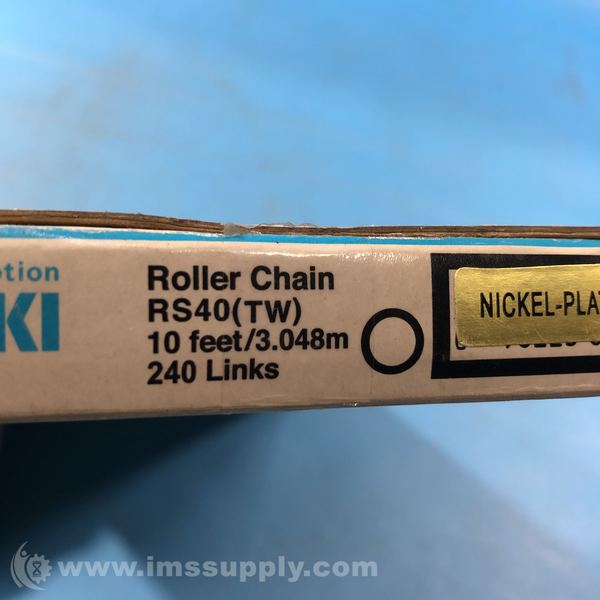 otion
KI
Roller Chain
RS40(TW)
10 feet/3.048m
240 Links
NICKEL-PLAT
www.imssupply.com